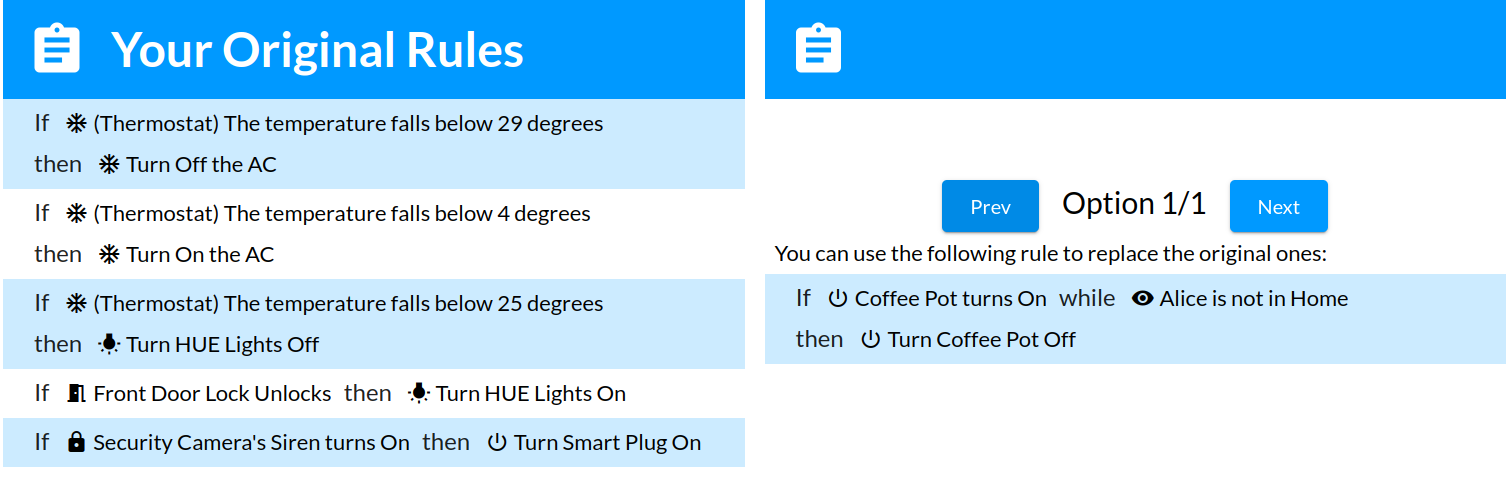 Your Original Rules
If (Thermostat) The temperature falls below 29 degrees
then Turn Off the AC
If (Thermostat) The temperature falls below 4 degrees
then Turn On the AC
If (Thermostat) The temperature falls below 25 degrees
then Turn HUE Lights Off
If Front Door Lock Unlocks then Turn HUE Lights On
If Security Camera's Siren turns On then Turn Smart Plug On
Prev Option 1/1 Next
You can use the following rule to replace the original ones:
If Coffee Pot turns On while Alice is not in Home
then Turn Coffee Pot Off